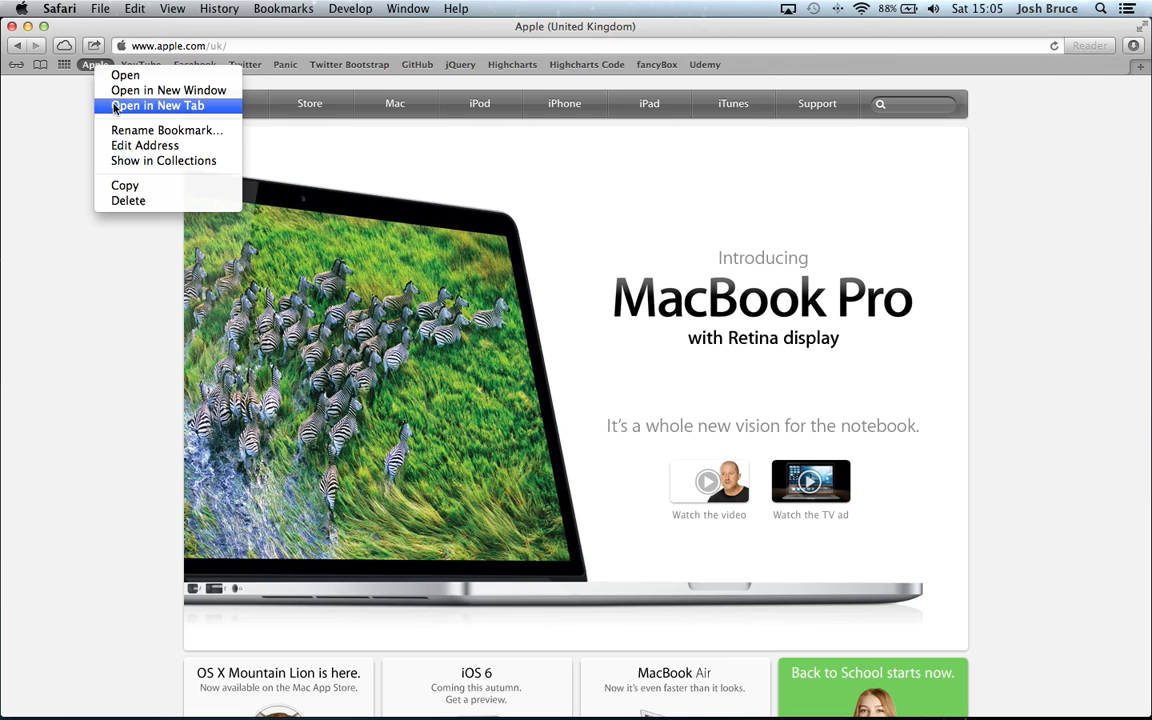 Safari File Edit View History Bookmarks Develop Window Help 88% Sat 15:05 Josh Bruce
Apple (United Kingdom)
www.apple.com/uk/ Reader
Apple YouTube Facebook Twitter Panic Twitter Bootstrap GitHub jQuery Highcharts Highcharts Code fancyBox Udemy
Open
Open in New Window
Open in New Tab
Rename Bookmark...
Edit Address
Show in Collections
Copy
Delete
Store Mac iPod iPhone iPad iTunes Support
Introducing
MacBook Pro
with Retina display
It's a whole new vision for the notebook.
Watch the video Watch the TV ad
OS X Mountain Lion is here.
Now available on the Mac App Store.
iOS 6
Coming this autumn.
Get a preview.
MacBook Air
Now it's even faster than it looks.
Back to School starts now.